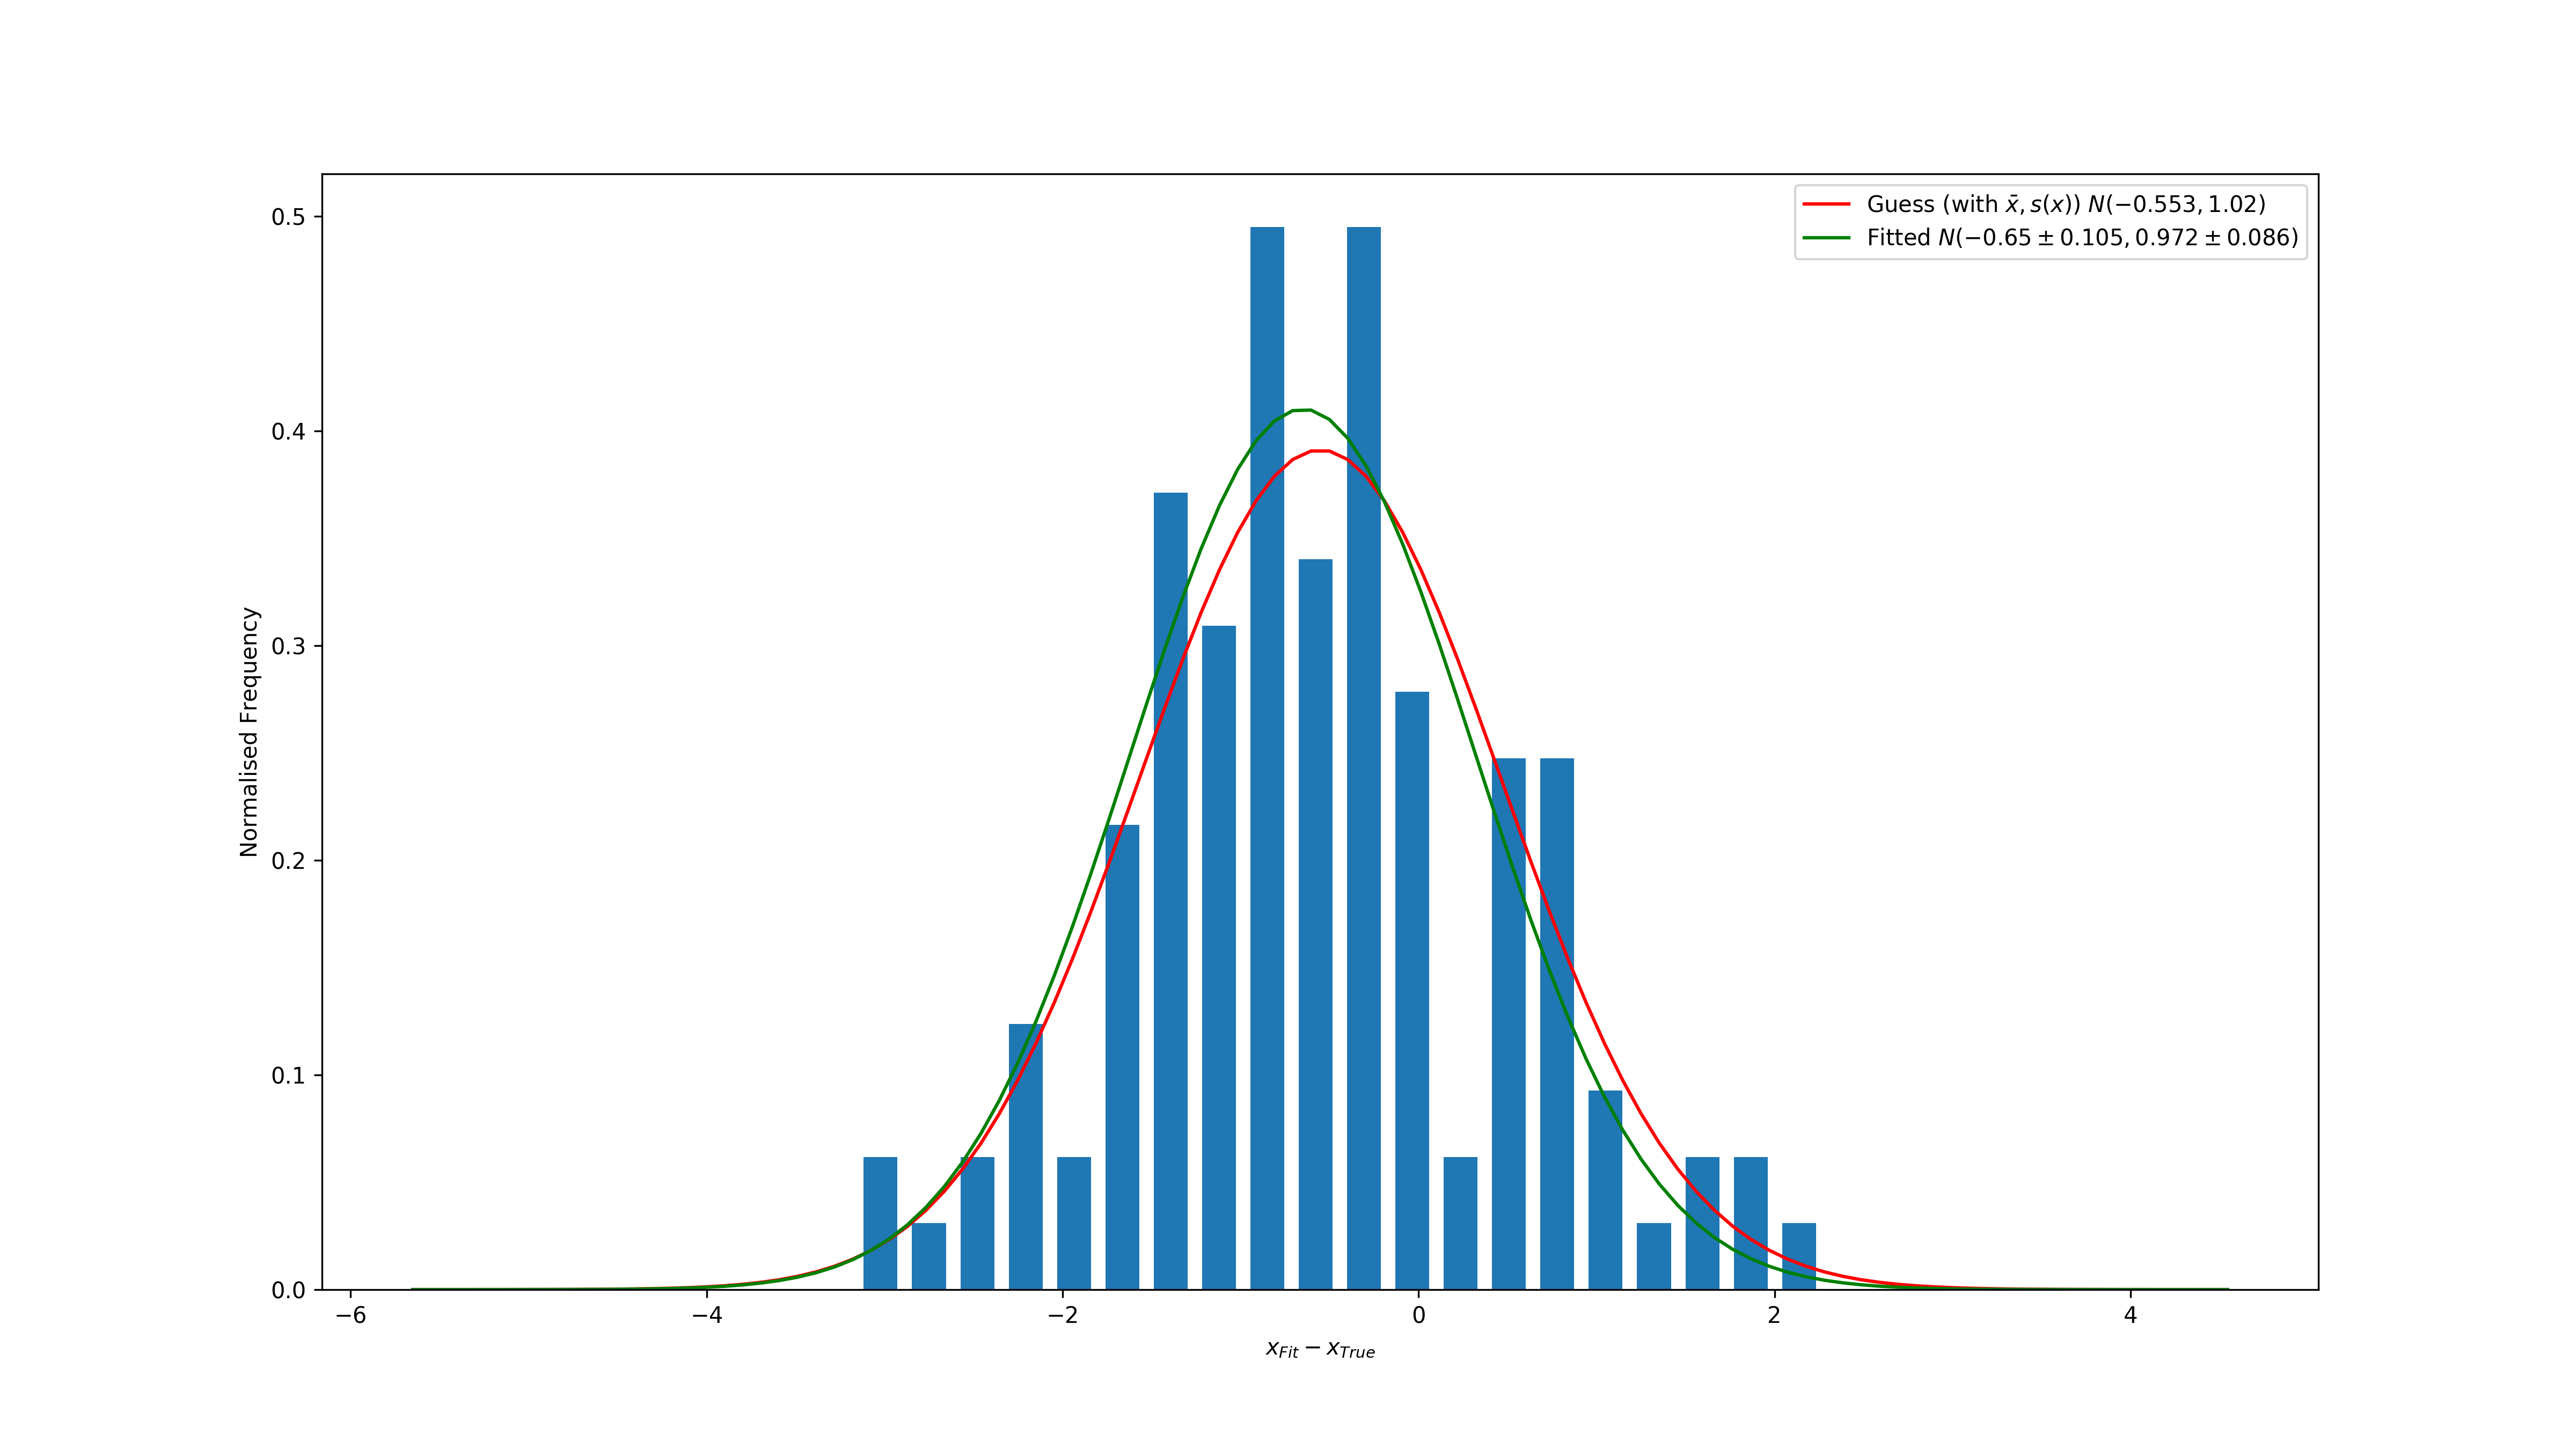 Guess (with x̄, s(x)) N(−0.553, 1.02)
Fitted N(−0.65 ± 0.105, 0.972 ± 0.086)
0.5
0.4
0.3
0.2
0.1
0.0
Normalised Frequency
−6 −4 −2 0 2 4
x_Fit − x_True